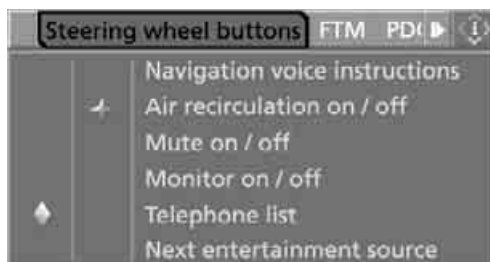 Steering wheel buttons FTM PD
Navigation voice instructions
Air recirculation on / off
Mute on / off
Monitor on / off
Telephone list
Next entertainment source